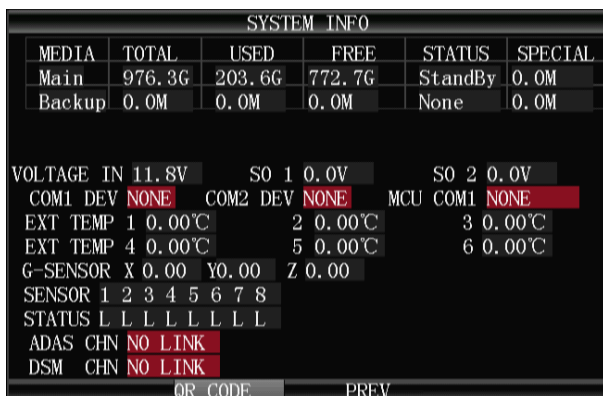 SYSTEM INFO
MEDIA TOTAL USED FREE STATUS SPECIAL
Main 976.3G 203.6G 772.7G StandBy 0.0M
Backup 0.0M 0.0M 0.0M None 0.0M
VOLTAGE IN 11.8V SO 1 0.0V SO 2 0.0V
COM1 DEV NONE COM2 DEV NONE MCU COM1 NONE
EXT TEMP 1 0.00℃ 2 0.00℃ 3 0.00℃
EXT TEMP 4 0.00℃ 5 0.00℃ 6 0.00℃
G-SENSOR X 0.00 Y0.00 Z 0.00
SENSOR 1 2 3 4 5 6 7 8
STATUS L L L L L L L L
ADAS CHN NO LINK
DSM CHN NO LINK
QR CODE PREV